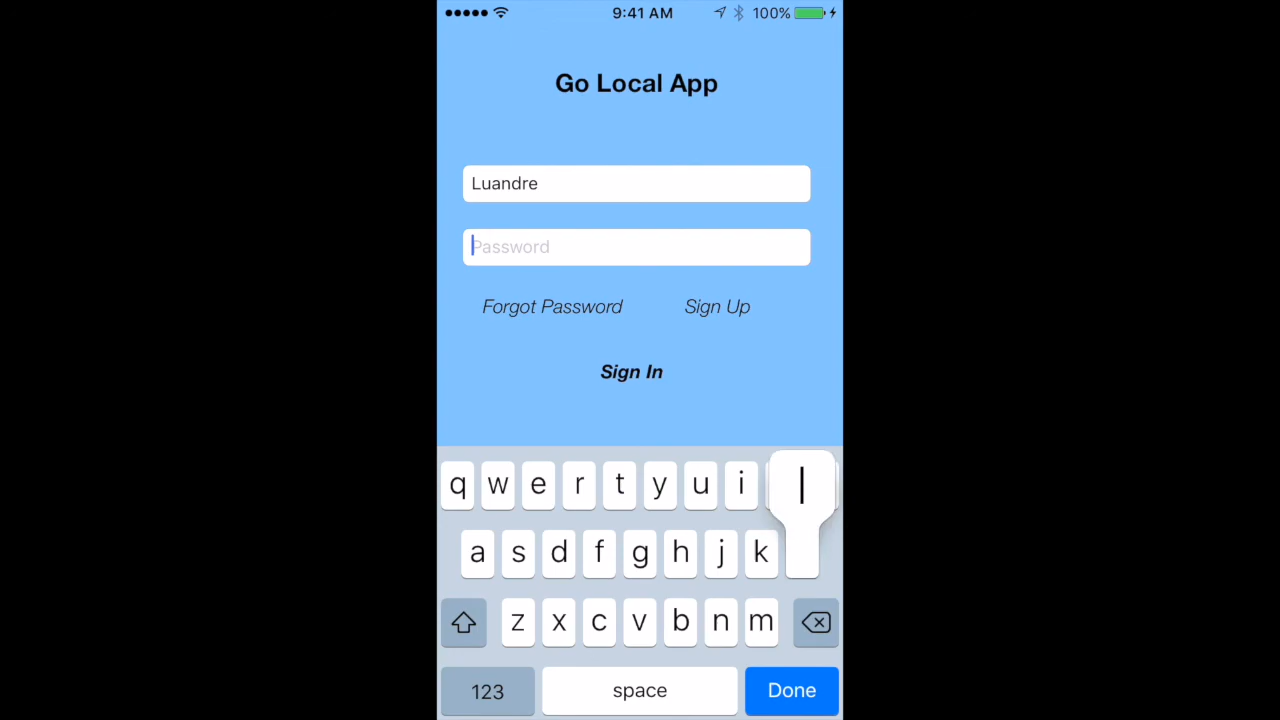 9:41 AM 100%
Go Local App
Luandre
Password
Forgot Password Sign Up
Sign In
q w e r t y u i l
a s d f g h j k
z x c v b n m
123 space Done